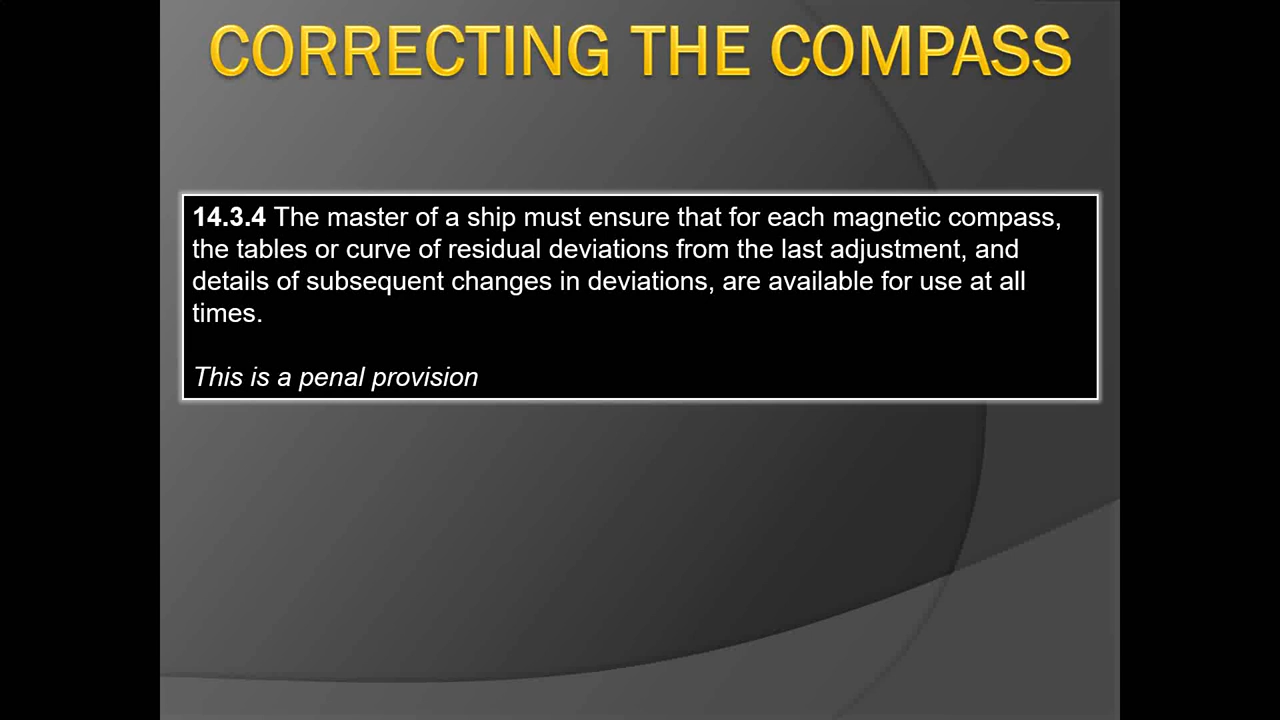 CORRECTING THE COMPASS
14.3.4 The master of a ship must ensure that for each magnetic compass,
the tables or curve of residual deviations from the last adjustment, and
details of subsequent changes in deviations, are available for use at all
times.
This is a penal provision